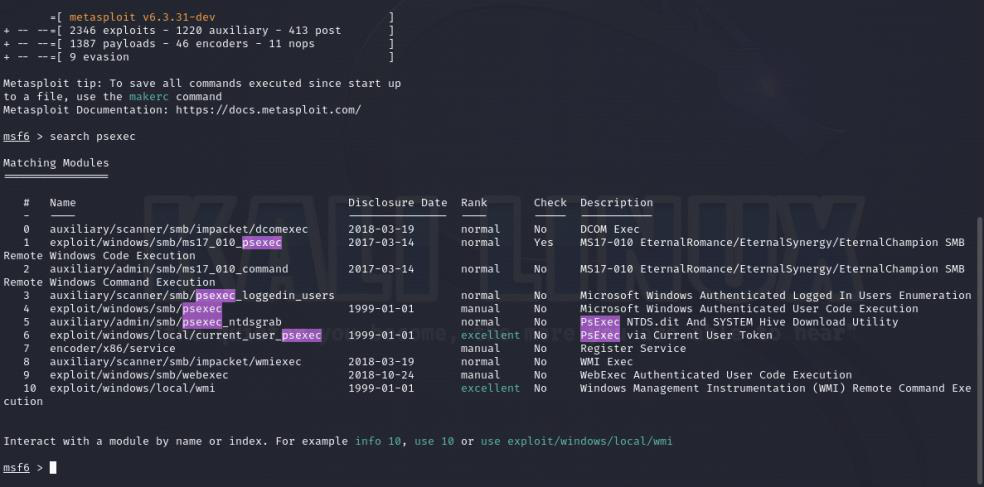 =[ metasploit v6.3.31-dev ]
+ -- --=[ 2346 exploits - 1220 auxiliary - 413 post ]
+ -- --=[ 1387 payloads - 46 encoders - 11 nops ]
+ -- --=[ 9 evasion ]
Metasploit tip: To save all commands executed since start up
to a file, use the makerc command
Metasploit Documentation: https://docs.metasploit.com/
msf6 > search psexec
Matching Modules
================
# Name Disclosure Date Rank Check Description
- ---- --------------- ---- ----- -----------
0 auxiliary/scanner/smb/impacket/dcomexec 2018-03-19 normal No DCOM Exec
1 exploit/windows/smb/ms17_010_psexec 2017-03-14 normal Yes MS17-010 EternalRomance/EternalSynergy/EternalChampion SMB
Remote Windows Code Execution
2 auxiliary/admin/smb/ms17_010_command 2017-03-14 normal No MS17-010 EternalRomance/EternalSynergy/EternalChampion SMB
Remote Windows Command Execution
3 auxiliary/scanner/smb/psexec_loggedin_users normal No Microsoft Windows Authenticated Logged In Users Enumeration
4 exploit/windows/smb/psexec 1999-01-01 manual No Microsoft Windows Authenticated User Code Execution
5 auxiliary/admin/smb/psexec_ntdsgrab normal No PsExec NTDS.dit And SYSTEM Hive Download Utility
6 exploit/windows/local/current_user_psexec 1999-01-01 excellent No PsExec via Current User Token
7 encoder/x86/service manual No Register Service
8 auxiliary/scanner/smb/impacket/wmiexec 2018-03-19 normal No WMI Exec
9 exploit/windows/smb/webexec 2018-10-24 manual No WebExec Authenticated User Code Execution
10 exploit/windows/local/wmi 1999-01-01 excellent No Windows Management Instrumentation (WMI) Remote Command Exe
cution
Interact with a module by name or index. For example info 10, use 10 or use exploit/windows/local/wmi
msf6 >
KALI LINUX